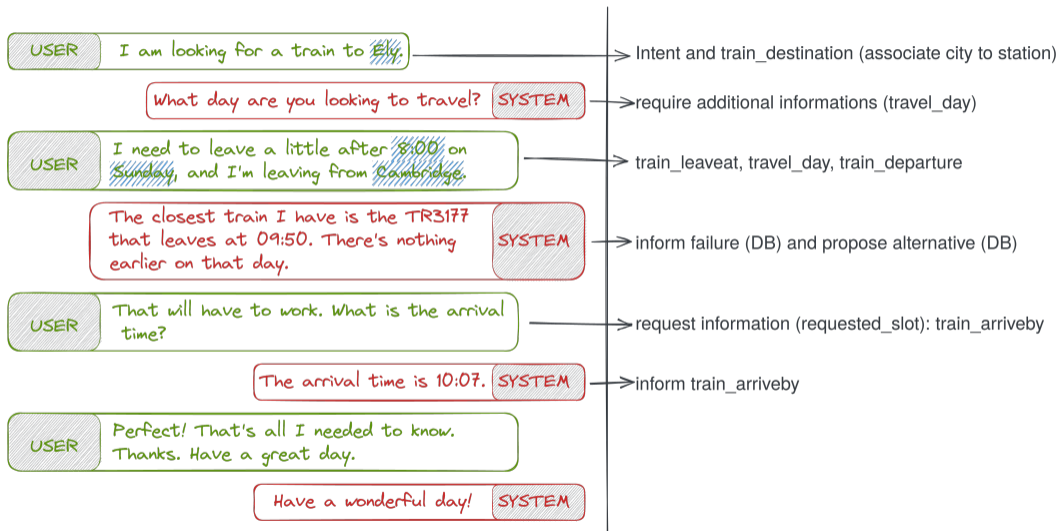 USER I am looking for a train to Ely.
Intent and train_destination (associate city to station)
What day are you looking to travel? SYSTEM
require additional informations (travel_day)
USER
I need to leave a little after 8:00 on
Sunday, and I'm leaving from Cambridge.
train_leaveat, travel_day, train_departure
The closest train I have is the TR3177
that leaves at 09:50. There's nothing
earlier on that day.
SYSTEM
inform failure (DB) and propose alternative (DB)
USER
That will have to work. What is the arrival
time?
request information (requested_slot): train_arriveby
The arrival time is 10:07. SYSTEM
inform train_arriveby
USER
Perfect! That's all I needed to know.
Thanks. Have a great day.
Have a wonderful day! SYSTEM